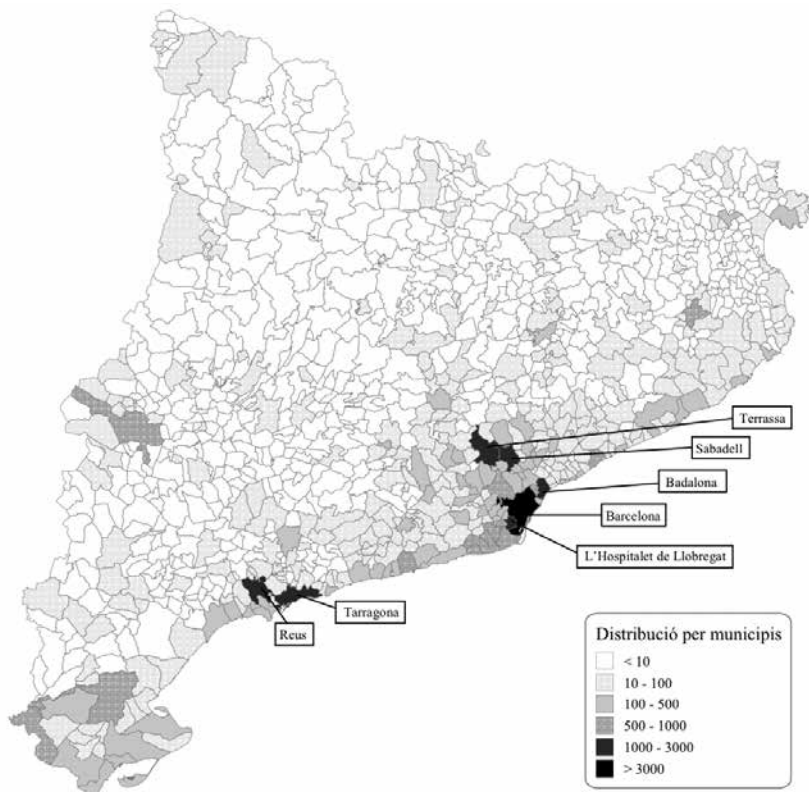 Terrassa
Sabadell
Badalona
Barcelona
L’Hospitalet de Llobregat
Tarragona
Reus
Distribució per municipis
< 10
10 - 100
100 - 500
500 - 1000
1000 - 3000
> 3000